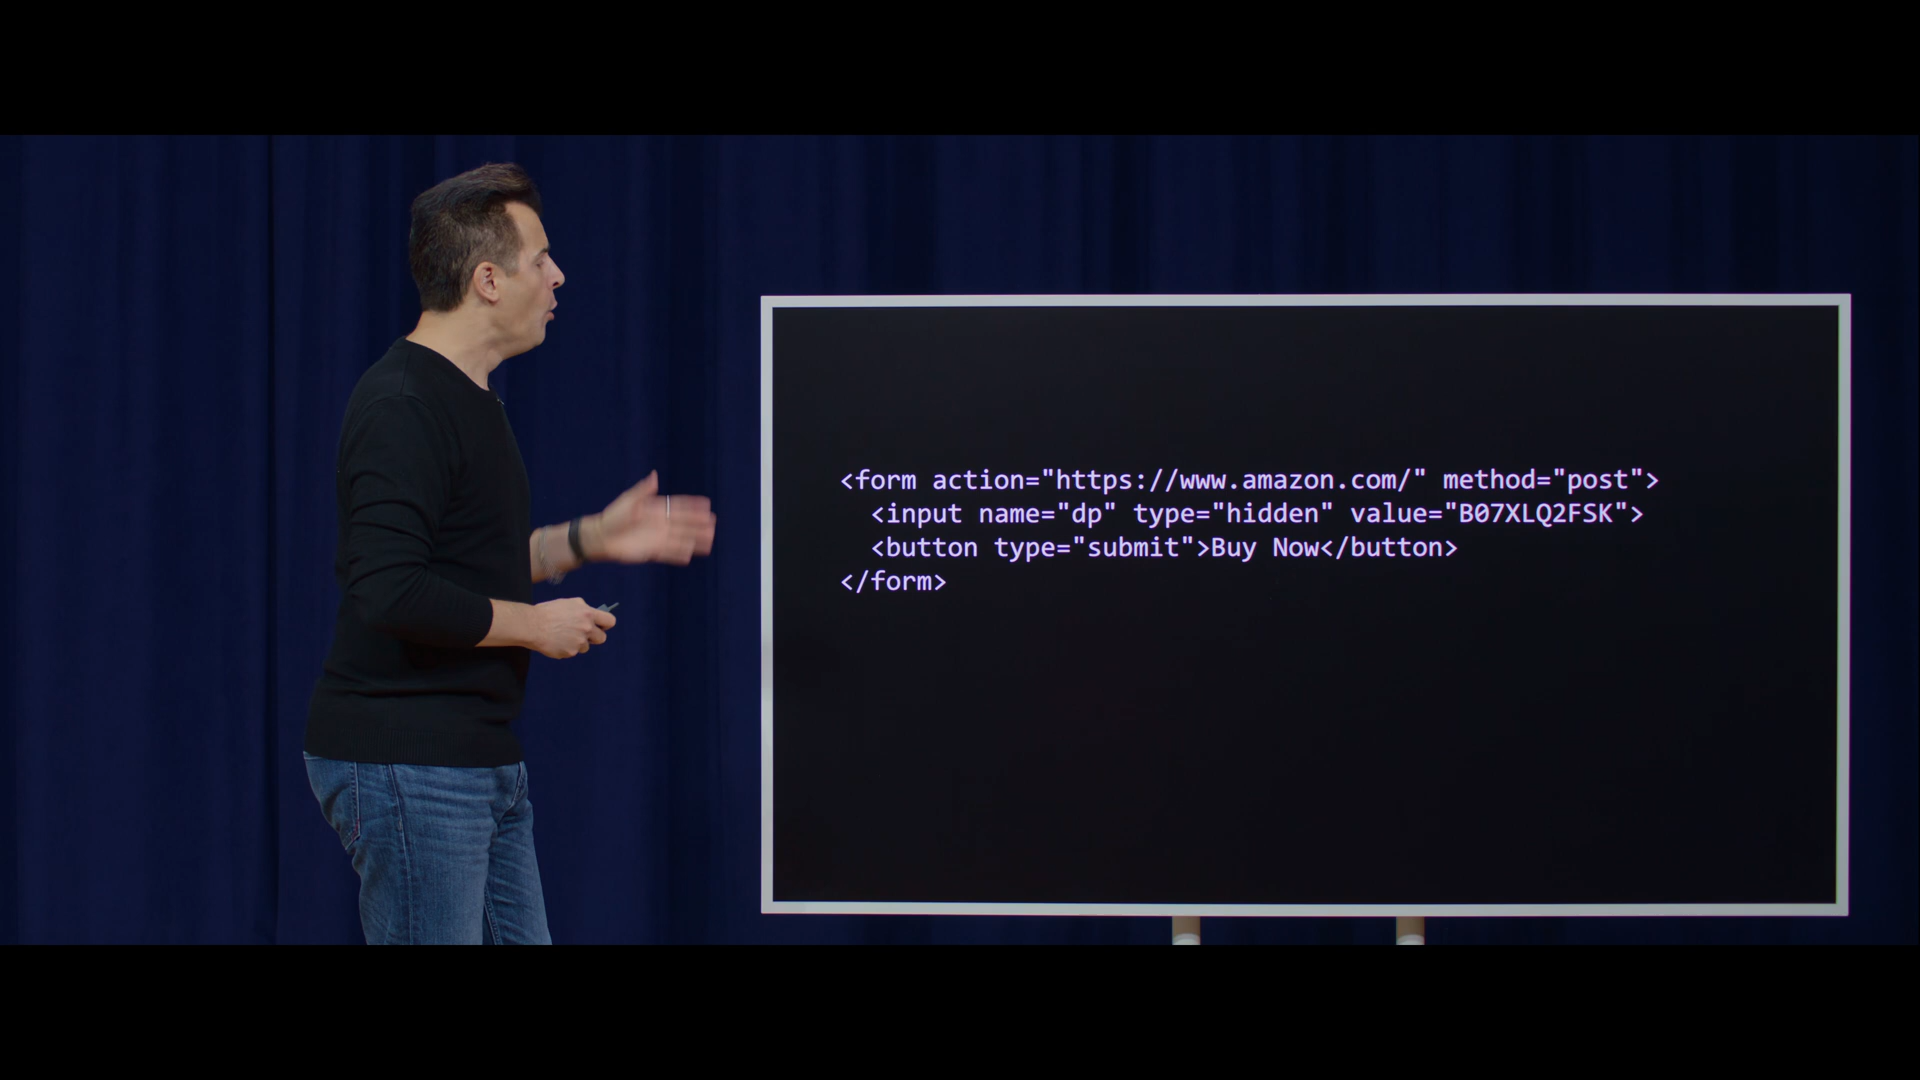 <form action="https://www.amazon.com/" method="post">
<input name="dp" type="hidden" value="B07XLQ2FSK">
<button type="submit">Buy Now</button>
</form>